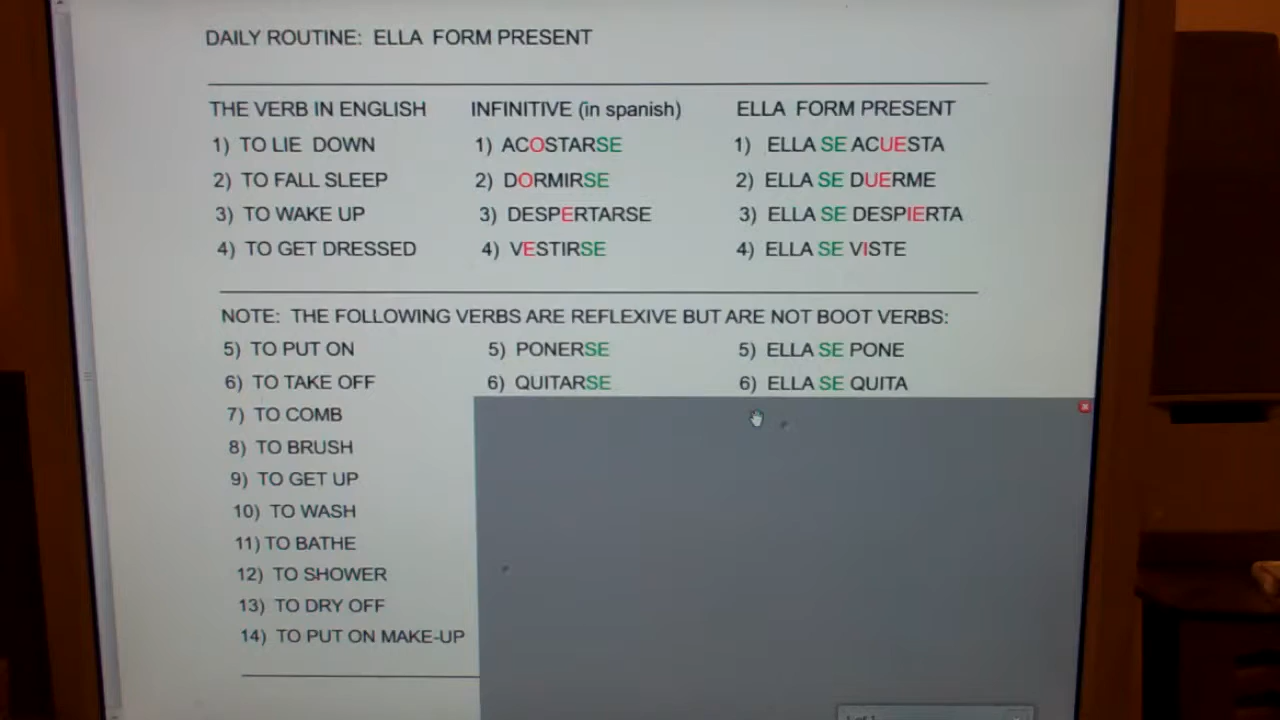 DAILY ROUTINE: ELLA FORM PRESENT
THE VERB IN ENGLISH INFINITIVE (in spanish) ELLA FORM PRESENT
1) TO LIE DOWN 1) ACOSTARSE 1) ELLA SE ACUESTA
2) TO FALL SLEEP 2) DORMIRSE 2) ELLA SE DUERME
3) TO WAKE UP 3) DESPERTARSE 3) ELLA SE DESPIERTA
4) TO GET DRESSED 4) VESTIRSE 4) ELLA SE VISTE
NOTE: THE FOLLOWING VERBS ARE REFLEXIVE BUT ARE NOT BOOT VERBS:
5) TO PUT ON 5) PONERSE 5) ELLA SE PONE
6) TO TAKE OFF 6) QUITARSE 6) ELLA SE QUITA
7) TO COMB
8) TO BRUSH
9) TO GET UP
10) TO WASH
11) TO BATHE
12) TO SHOWER
13) TO DRY OFF
14) TO PUT ON MAKE-UP